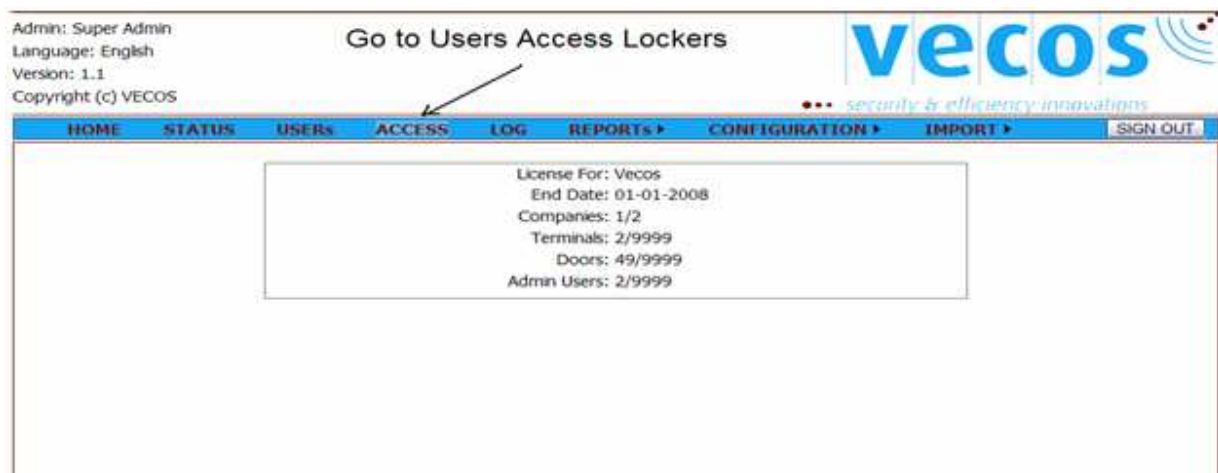 Admin: Super Admin
Language: English
Version: 1.1
Copyright (c) VECOS
Go to Users Access Lockers
vecos
security & efficiency innovations
HOME STATUS USERs ACCESS LOG REPORTs CONFIGURATION IMPORT SIGN OUT
License For: Vecos
End Date: 01-01-2008
Companies: 1/2
Terminals: 2/9999
Doors: 49/9999
Admin Users: 2/9999